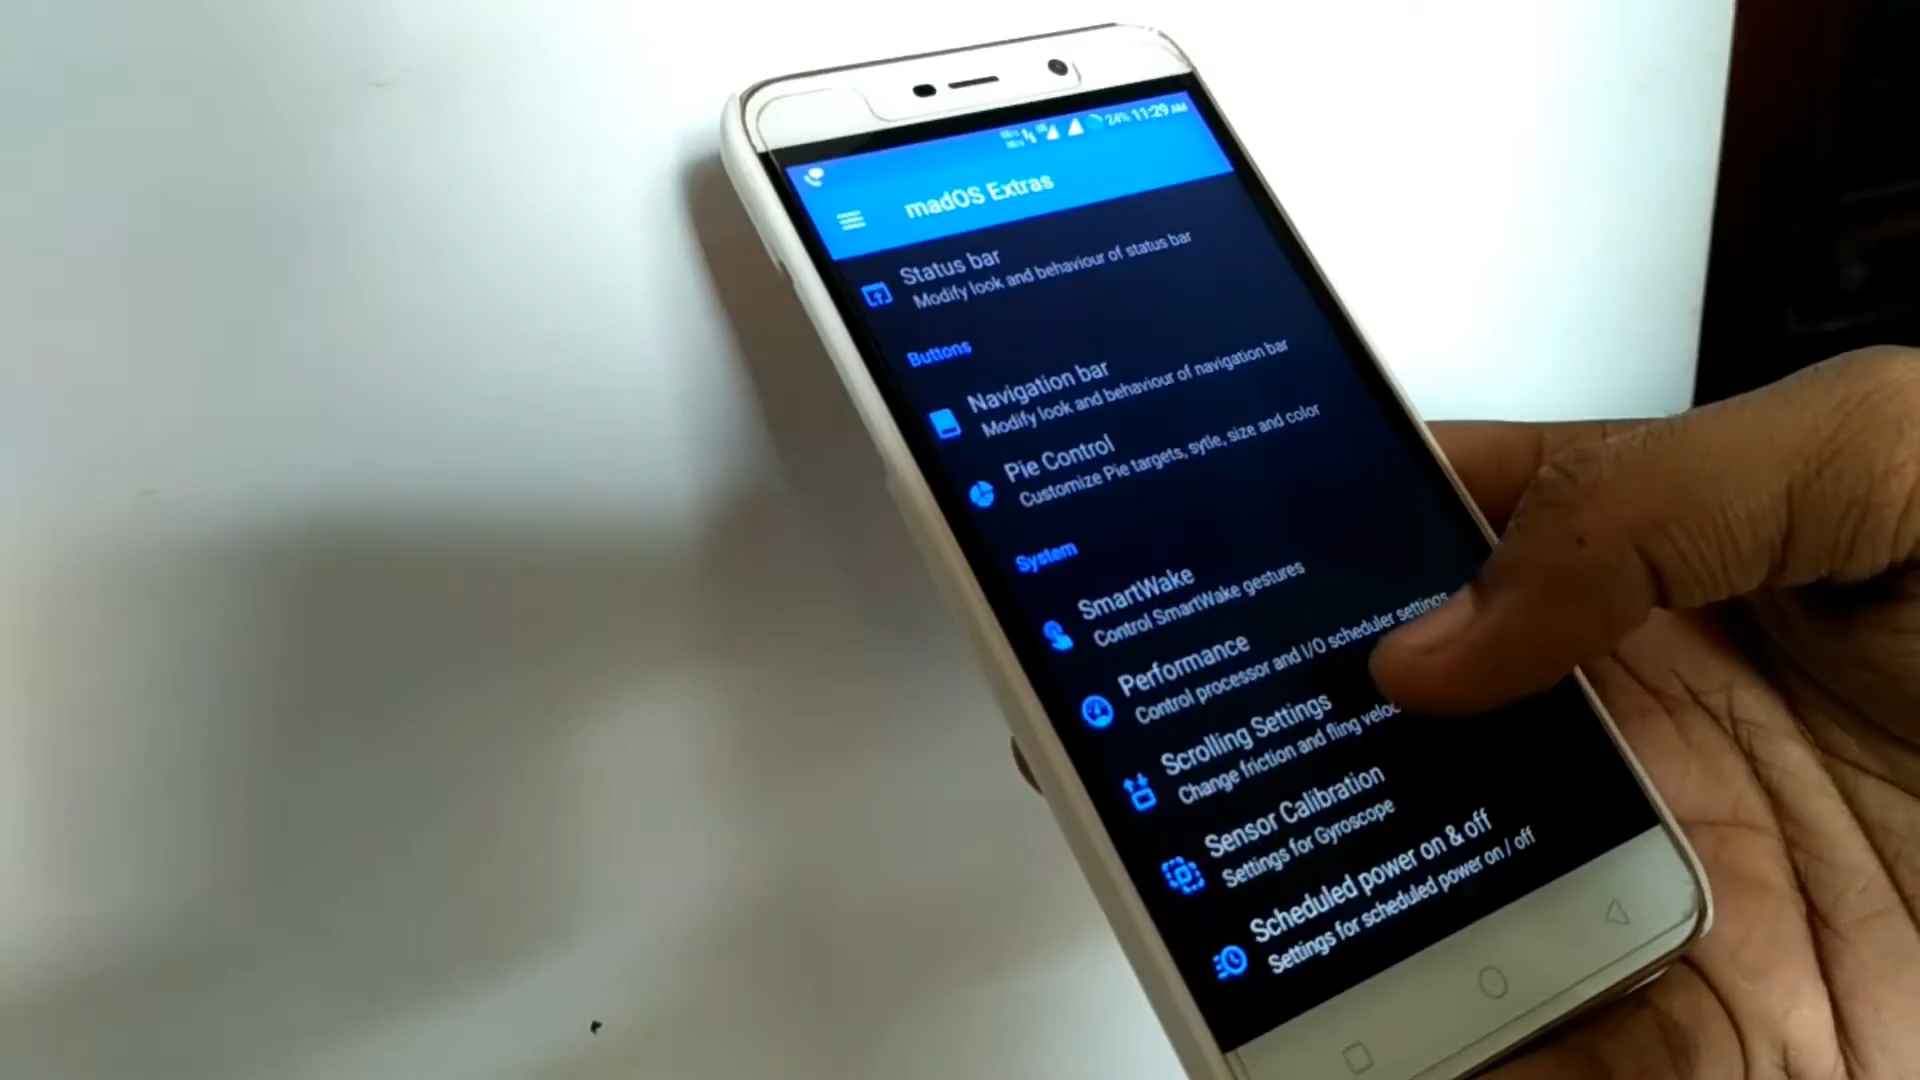 24% 11:29 AM
madOS Extras
Status bar
Modify look and behaviour of status bar
Buttons
Navigation bar
Modify look and behaviour of navigation bar
Pie Control
Customize Pie targets, sytle, size and color
System
SmartWake
Control SmartWake gestures
Performance
Control processor and I/O scheduler settings
Scrolling Settings
Change friction and fling
Sensor Calibration
Settings for Gyroscope
Scheduled power on & off
Settings for scheduled power on / off